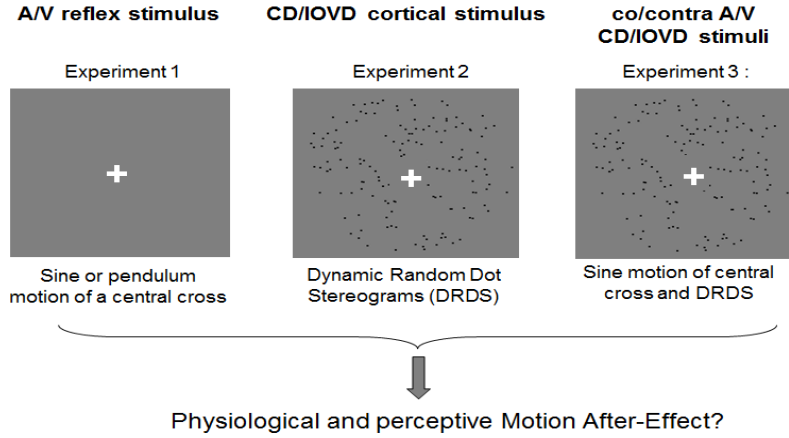 A/V reflex stimulus
CD/IOVD cortical stimulus
co/contra A/V
CD/IOVD stimuli
Experiment 1
Experiment 2
Experiment 3 :
Sine or pendulum
motion of a central cross
Dynamic Random Dot
Stereograms (DRDS)
Sine motion of central
cross and DRDS
Physiological and perceptive Motion After-Effect?